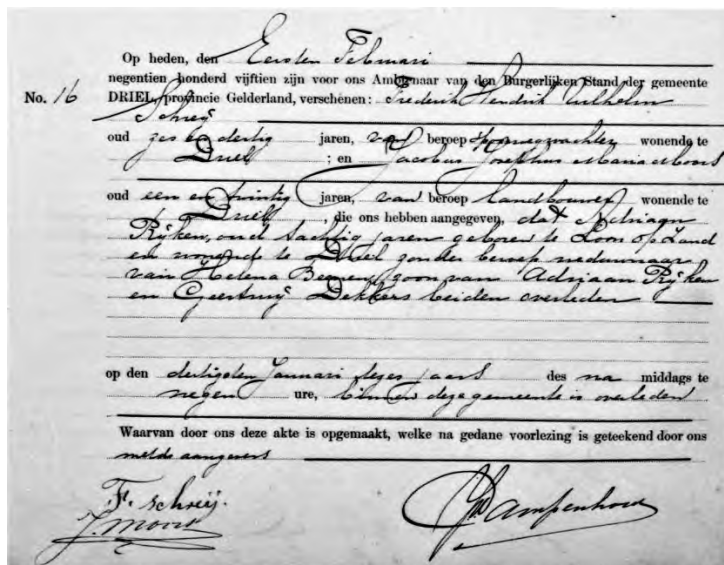 Op heden, den Eersten Februari
negentien honderd vijftien zijn voor ons Ambtenaar van den Burgerlijken Stand der gemeente
No. 16 DRIEL, provincie Gelderland, verschenen: Frederik Hendrik Wilhelm
Schreij
oud zes en dertig jaren, van beroep spoorwegwachter wonende te
Driel ; en Jacobus Josephus Maria Moors
oud een en twintig jaren, van beroep landbouwer wonende te
Driel , die ons hebben aangegeven, dat Adriaan
Rijken, oud tachtig jaren geboren te Loon op Zand
en wonende te Driel zonder beroep weduwnaar
van Helena zoon van Adriaan Rijken
en Geertruij Dekkers beiden overleden
op den dertigsten Januari dezes jaars des na middags te
negen ure, binnen deze gemeente is overleden
Waarvan door ons deze akte is opgemaakt, welke na gedane voorlezing is geteekend door ons
met de aangevers
F. Schreij.
J. Moors